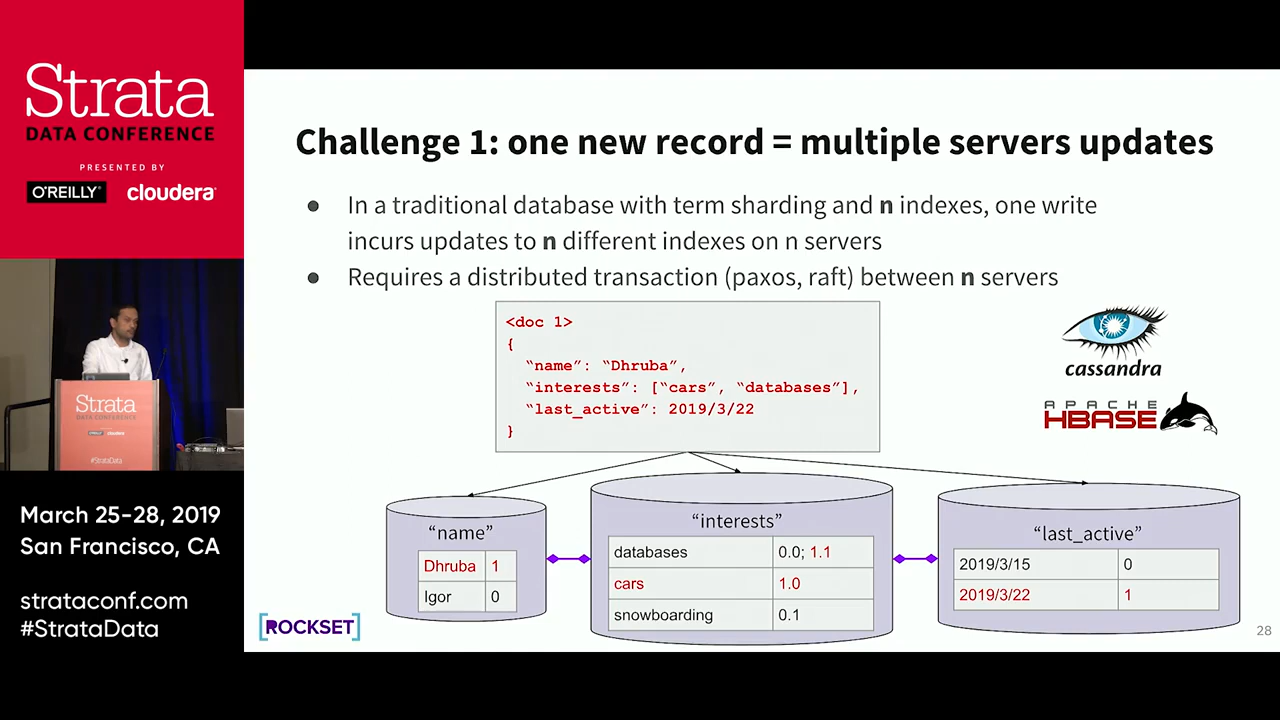 Strata
DATA CONFERENCE
PRESENTED BY
O'REILLY® cloudera®
Strata
DATA CONFERENCE
O'REILLY cloudera
#StrataData
March 25-28, 2019
San Francisco, CA
strataconf.com
#StrataData
Challenge 1: one new record = multiple servers updates
● In a traditional database with term sharding and n indexes, one write
incurs updates to n different indexes on n servers
● Requires a distributed transaction (paxos, raft) between n servers
<doc 1>
{
“name”: “Dhruba”,
“interests”: [“cars”, “databases”],
“last_active”: 2019/3/22
}
cassandra
APACHE
HBASE
“name”
Dhruba 1
Igor 0
“interests”
databases 0.0; 1.1
cars 1.0
snowboarding 0.1
“last_active”
2019/3/15 0
2019/3/22 1
[ROCKSET]
28